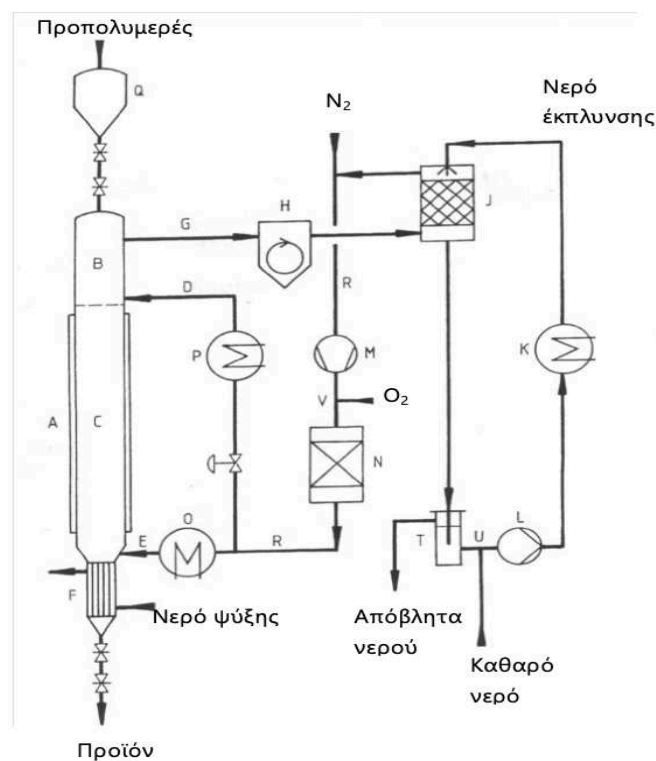 Προπολυμερές
Q
N₂
Νερό
έκπλυνσης
H
J
G
B
D
R
P
M
K
A
C
V
O₂
N
O
L
E
R
T
U
F
Νερό ψύξης
Απόβλητα
νερού
Καθαρό
νερό
Προϊόν